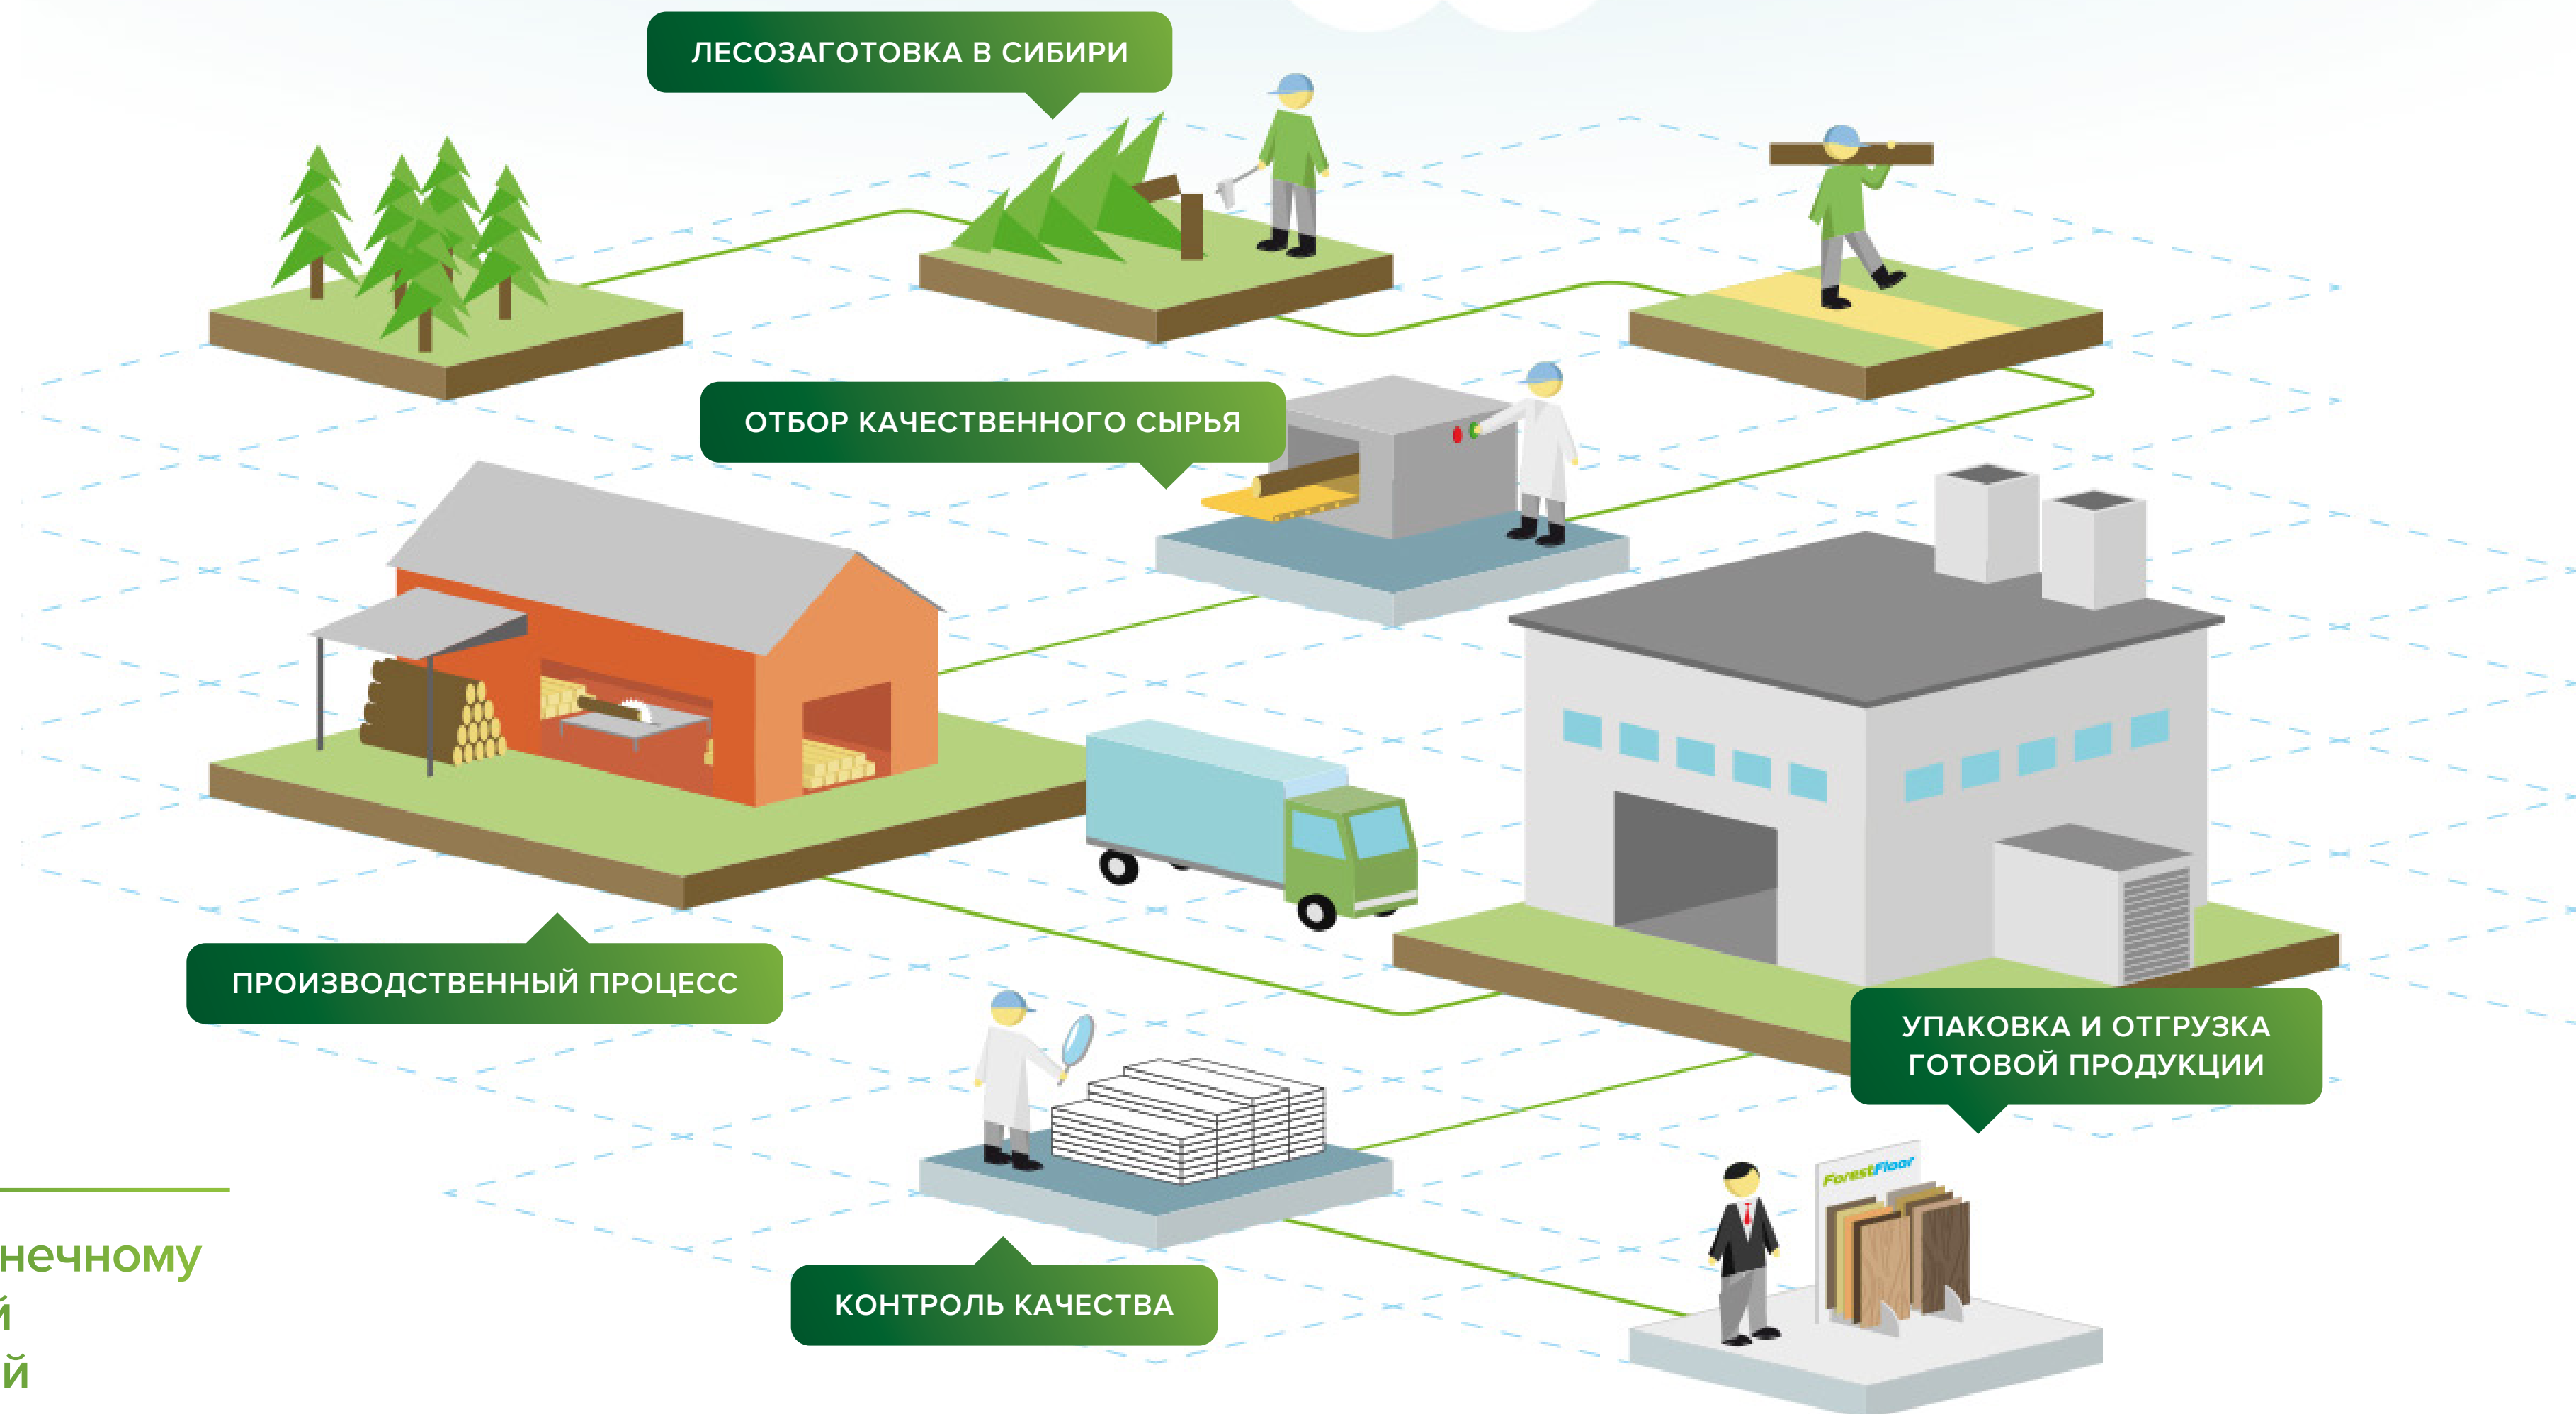 ЛЕСОЗАГОТОВКА В СИБИРИ
ОТБОР КАЧЕСТВЕННОГО СЫРЬЯ
ПРОИЗВОДСТВЕННЫЙ ПРОЦЕСС
УПАКОВКА И ОТГРУЗКА
ГОТОВОЙ ПРОДУКЦИИ
ForestFloor
КОНТРОЛЬ КАЧЕСТВА
нечному
й
й